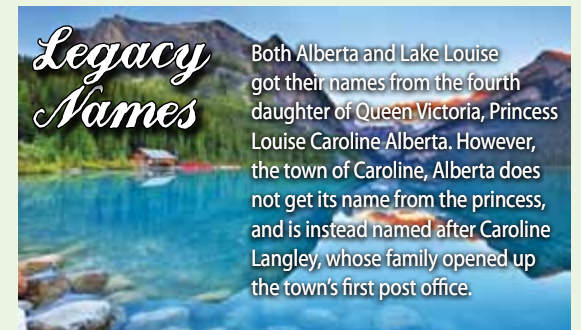 Legacy
Names
Both Alberta and Lake Louise
got their names from the fourth
daughter of Queen Victoria, Princess
Louise Caroline Alberta. However,
the town of Caroline, Alberta does
not get its name from the princess,
and is instead named after Caroline
Langley, whose family opened up
the town's first post office.